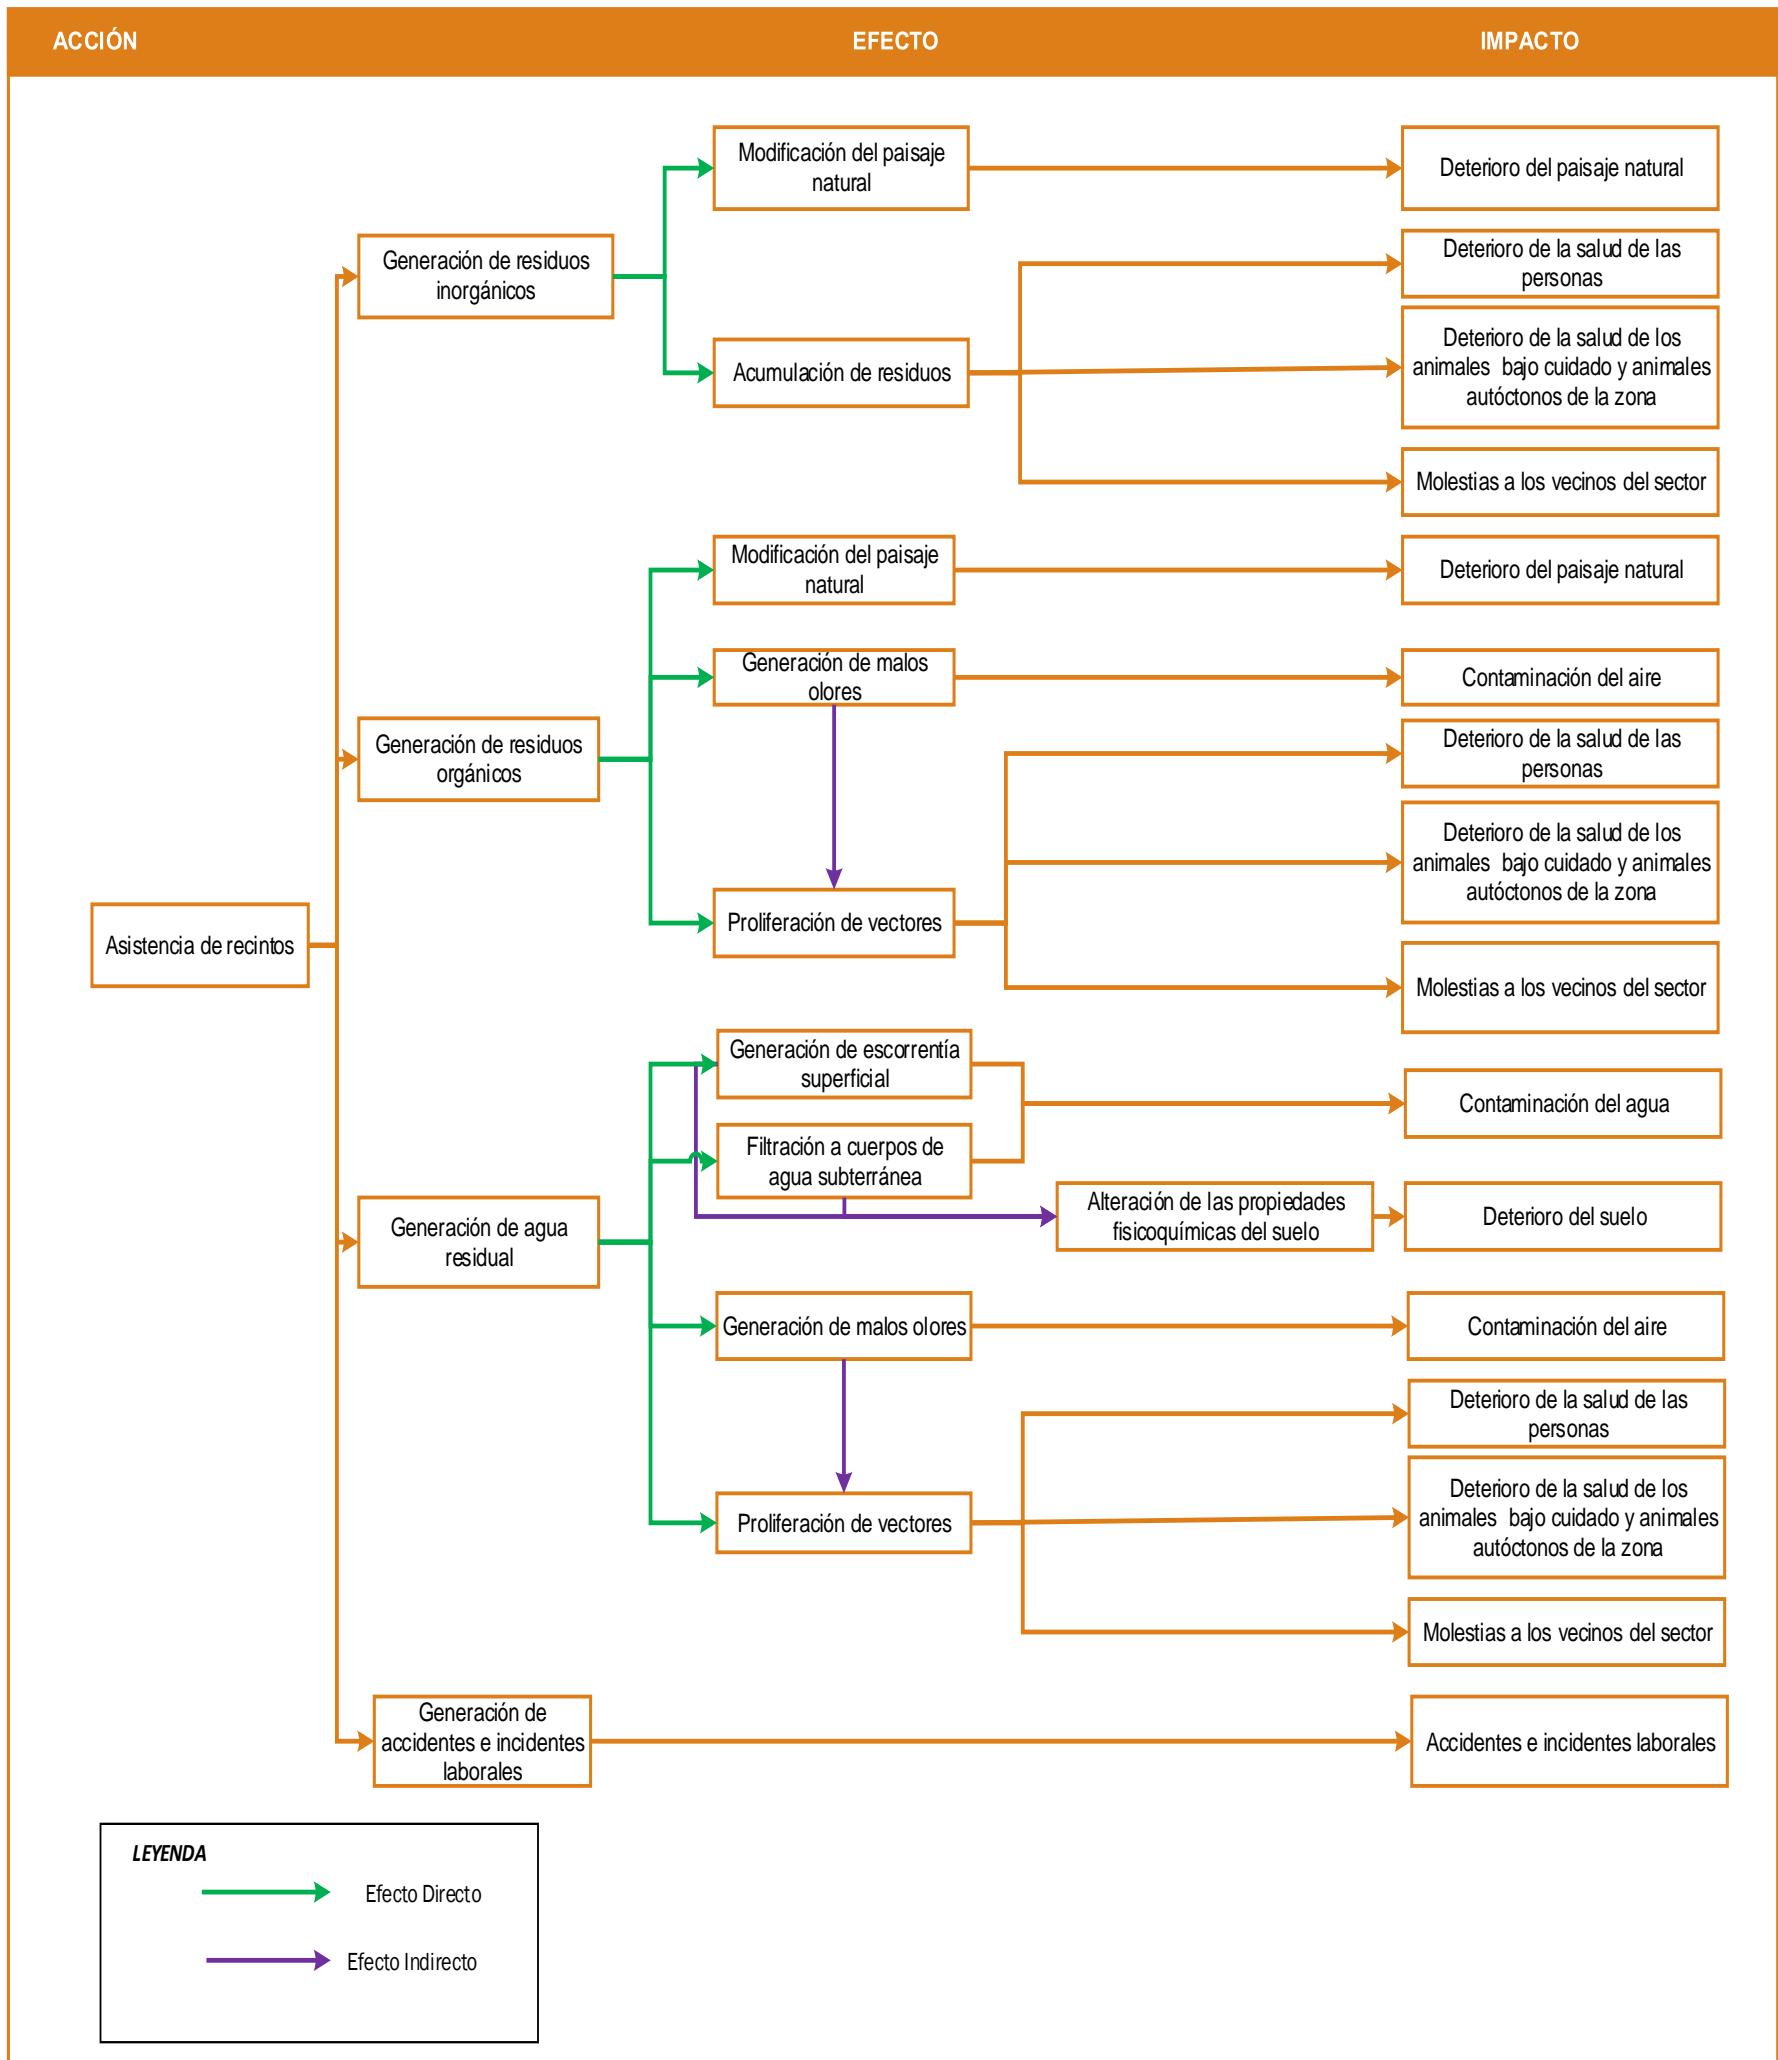 ACCIÓN
EFECTO
IMPACTO
Modificación del paisaje
natural
Deterioro del paisaje natural
Generación de residuos
inorgánicos
Deterioro de la salud de las
personas
Acumulación de residuos
Deterioro de la salud de los
animales bajo cuidado y animales
autóctonos de la zona
Molestias a los vecinos del sector
Modificación del paisaje
natural
Deterioro del paisaje natural
Generación de malos
olores
Contaminación del aire
Generación de residuos
orgánicos
Deterioro de la salud de las
personas
Deterioro de la salud de los
animales bajo cuidado y animales
autóctonos de la zona
Proliferación de vectores
Asistencia de recintos
Molestias a los vecinos del sector
Generación de escorrentía
superficial
Contaminación del agua
Filtración a cuerpos de
agua subterránea
Alteración de las propiedades
fisicoquímicas del suelo
Deterioro del suelo
Generación de agua
residual
Generación de malos olores
Contaminación del aire
Deterioro de la salud de las
personas
Proliferación de vectores
Deterioro de la salud de los
animales bajo cuidado y animales
autóctonos de la zona
Molestias a los vecinos del sector
Generación de
accidentes e incidentes
laborales
Accidentes e incidentes laborales
LEYENDA
Efecto Directo
Efecto Indirecto